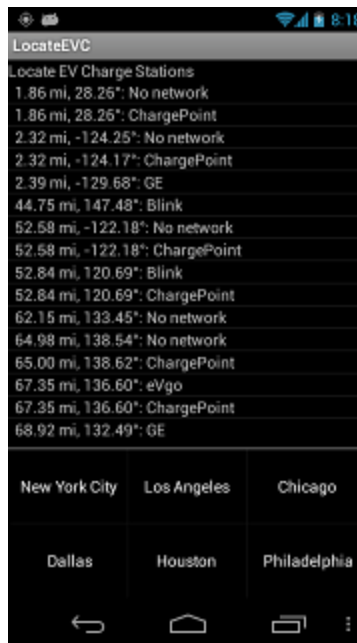 8:18
LocateEVC
Locate EV Charge Stations
1.86 mi, 28.26°: No network
1.86 mi, 28.26°: ChargePoint
2.32 mi, -124.25°: No network
2.32 mi, -124.17°: ChargePoint
2.39 mi, -129.68°: GE
44.75 mi, 147.48°: Blink
52.58 mi, -122.18°: No network
52.58 mi, -122.18°: ChargePoint
52.84 mi, 120.69°: Blink
52.84 mi, 120.69°: ChargePoint
62.15 mi, 133.45°: No network
64.98 mi, 138.54°: No network
65.00 mi, 138.62°: ChargePoint
67.35 mi, 136.60°: eVgo
67.35 mi, 136.60°: ChargePoint
68.92 mi, 132.49°: GE
New York City Los Angeles Chicago
Dallas Houston Philadelphia